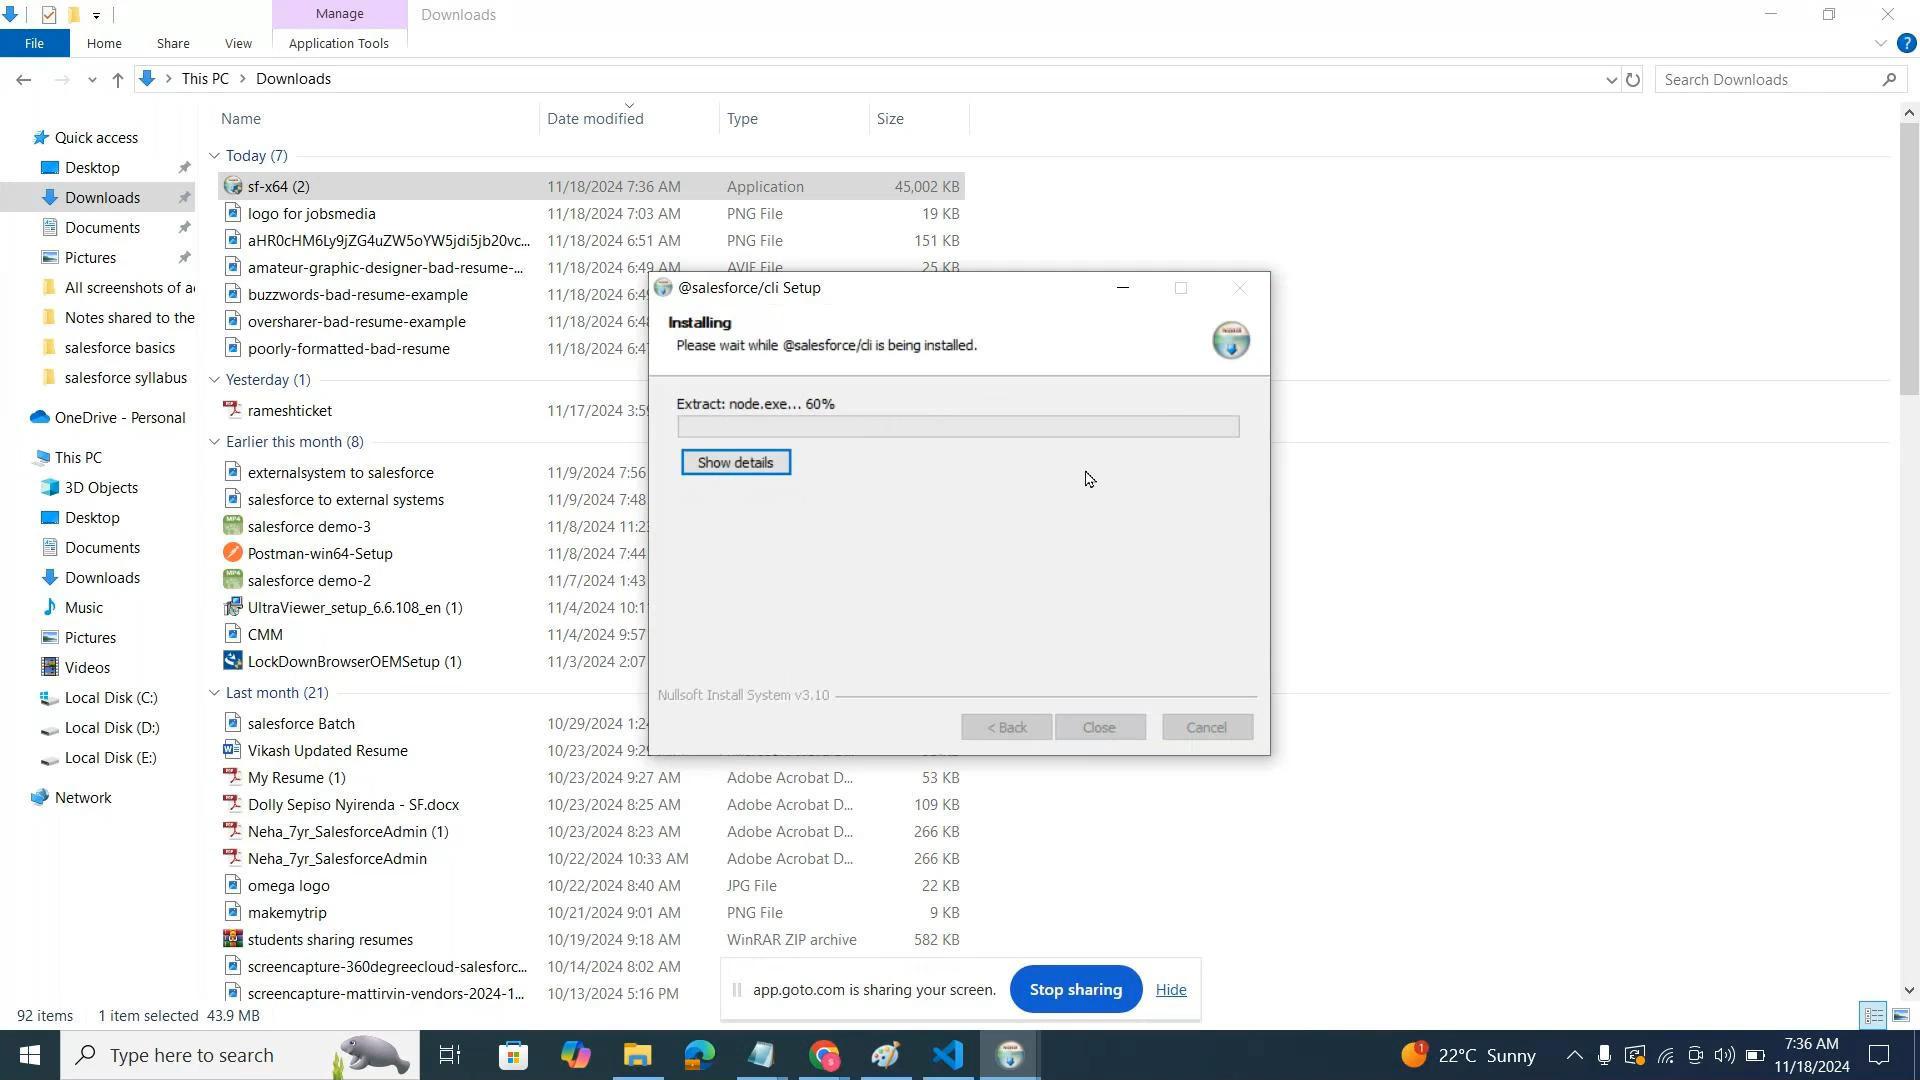 Manage
Downloads
File
Home
Share
View
Application Tools
This PC
Downloads
Search Downloads
Name
Date modified
Type
Size
Quick access
Desktop
Downloads
Documents
Pictures
All screenshots of a
Notes shared to the
salesforce basics
salesforce syllabus
OneDrive - Personal
This PC
3D Objects
Desktop
Documents
Downloads
Music
Pictures
Videos
Local Disk (C:)
Local Disk (D:)
Local Disk (E:)
Network
Today (7)
sf-x64 (2) 11/18/2024 7:36 AM Application 45,002 KB
logo for jobsmedia 11/18/2024 7:03 AM PNG File 19 KB
aHR0cHM6Ly9jZG4uZW5oYW5jdi5jb20vc... 11/18/2024 6:51 AM PNG File 151 KB
amateur-graphic-designer-bad-resume-... 11/18/2024 6:49 AM AVIF File 25 KB
buzzwords-bad-resume-example 11/18/2024 6:49
oversharer-bad-resume-example 11/18/2024 6:48
poorly-formatted-bad-resume 11/18/2024 6:47
Yesterday (1)
rameshticket 11/17/2024 3:59
Earlier this month (8)
externalsystem to salesforce 11/9/2024 7:56
salesforce to external systems 11/9/2024 7:48
salesforce demo-3 11/8/2024 11:23
Postman-win64-Setup 11/8/2024 7:44
salesforce demo-2 11/7/2024 1:43
UltraViewer_setup_6.6.108_en (1) 11/4/2024 10:1
CMM 11/4/2024 9:57
LockDownBrowserOEMSetup (1) 11/3/2024 2:07
Last month (21)
salesforce Batch 10/29/2024 1:24
Vikash Updated Resume 10/23/2024 9:29
My Resume (1) 10/23/2024 9:27 AM Adobe Acrobat D... 53 KB
Dolly Sepiso Nyirenda - SF.docx 10/23/2024 8:25 AM Adobe Acrobat D... 109 KB
Neha_7yr_SalesforceAdmin (1) 10/23/2024 8:23 AM Adobe Acrobat D... 266 KB
Neha_7yr_SalesforceAdmin 10/22/2024 10:33 AM Adobe Acrobat D... 266 KB
omega logo 10/22/2024 8:40 AM JPG File 22 KB
makemytrip 10/21/2024 9:01 AM PNG File 9 KB
students sharing resumes 10/19/2024 9:18 AM WinRAR ZIP archive 582 KB
screencapture-360degreecloud-salesforc... 10/14/2024 8:02 AM
screencapture-mattirvin-vendors-2024-1... 10/13/2024 5:16 PM
@salesforce/cli Setup
Installing
Please wait while @salesforce/cli is being installed.
Extract: node.exe... 60%
Show details
Nullsoft Install System v3.10
< Back
Close
Cancel
app.goto.com is sharing your screen.
Stop sharing
Hide
92 items
1 item selected 43.9 MB
Type here to search
22°C Sunny
7:36 AM
11/18/2024